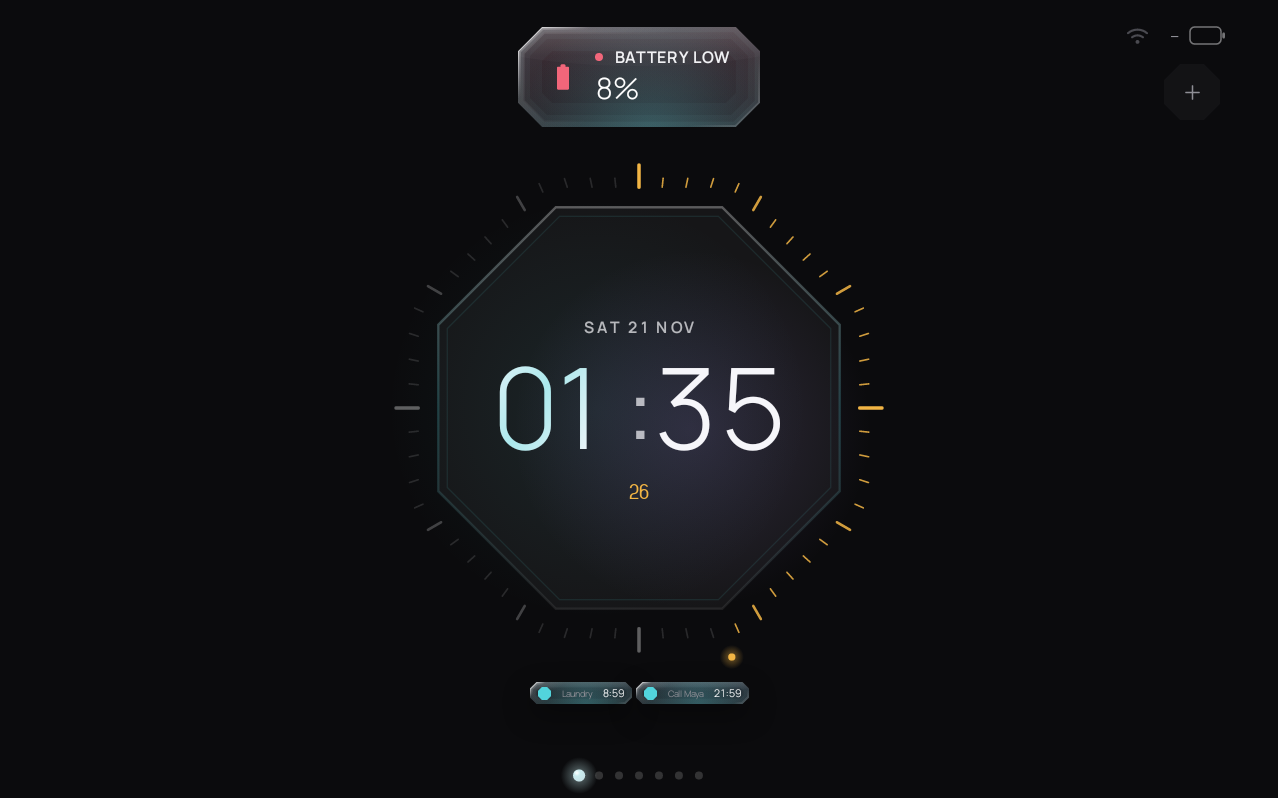 BATTERY LOW
8%
–
+
SAT 21 NOV
01 :35
26
Laundry 8:59
Call Maya 21:59